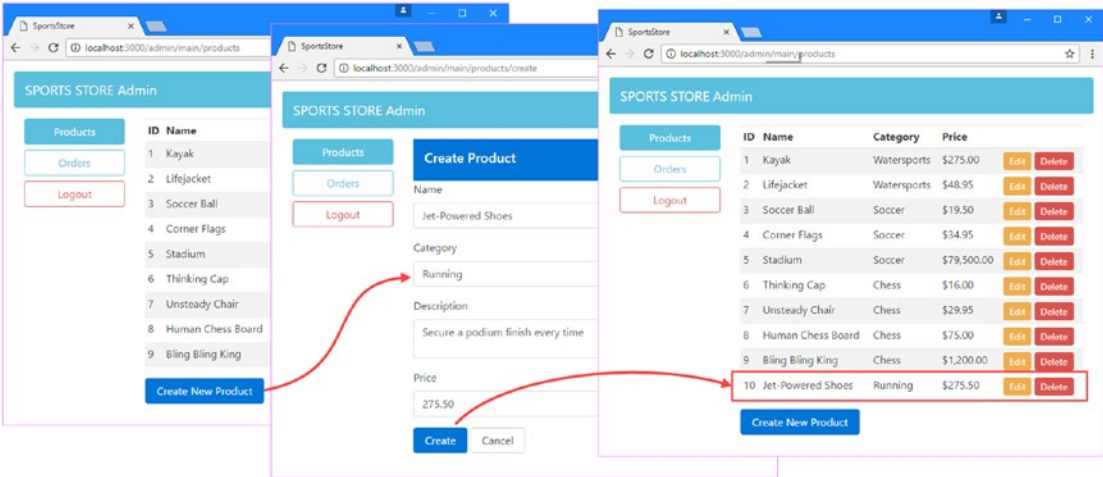 SportsStore
localhost:3000/admin/main/products
SPORTS STORE Admin
Products
Orders
Logout
ID Name
1 Kayak
2 Lifejacket
3 Soccer Ball
4 Corner Flags
5 Stadium
6 Thinking Cap
7 Unsteady Chair
8 Human Chess Board
9 Bling Bling King
Create New Product
SportsStore
localhost:3000/admin/main/products/create
SPORTS STORE Admin
Products
Orders
Logout
Create Product
Name
Jet-Powered Shoes
Category
Running
Description
Secure a podium finish every time
Price
275.50
Create Cancel
SportsStore
localhost:3000/admin/main/products
SPORTS STORE Admin
Products
Orders
Logout
ID Name Category Price
1 Kayak Watersports $275.00 Edit Delete
2 Lifejacket Watersports $48.95 Edit Delete
3 Soccer Ball Soccer $19.50 Edit Delete
4 Corner Flags Soccer $34.95 Edit Delete
5 Stadium Soccer $79,500.00 Edit Delete
6 Thinking Cap Chess $16.00 Edit Delete
7 Unsteady Chair Chess $29.95 Edit Delete
8 Human Chess Board Chess $75.00 Edit Delete
9 Bling Bling King Chess $1,200.00 Edit Delete
10 Jet-Powered Shoes Running $275.50 Edit Delete
Create New Product